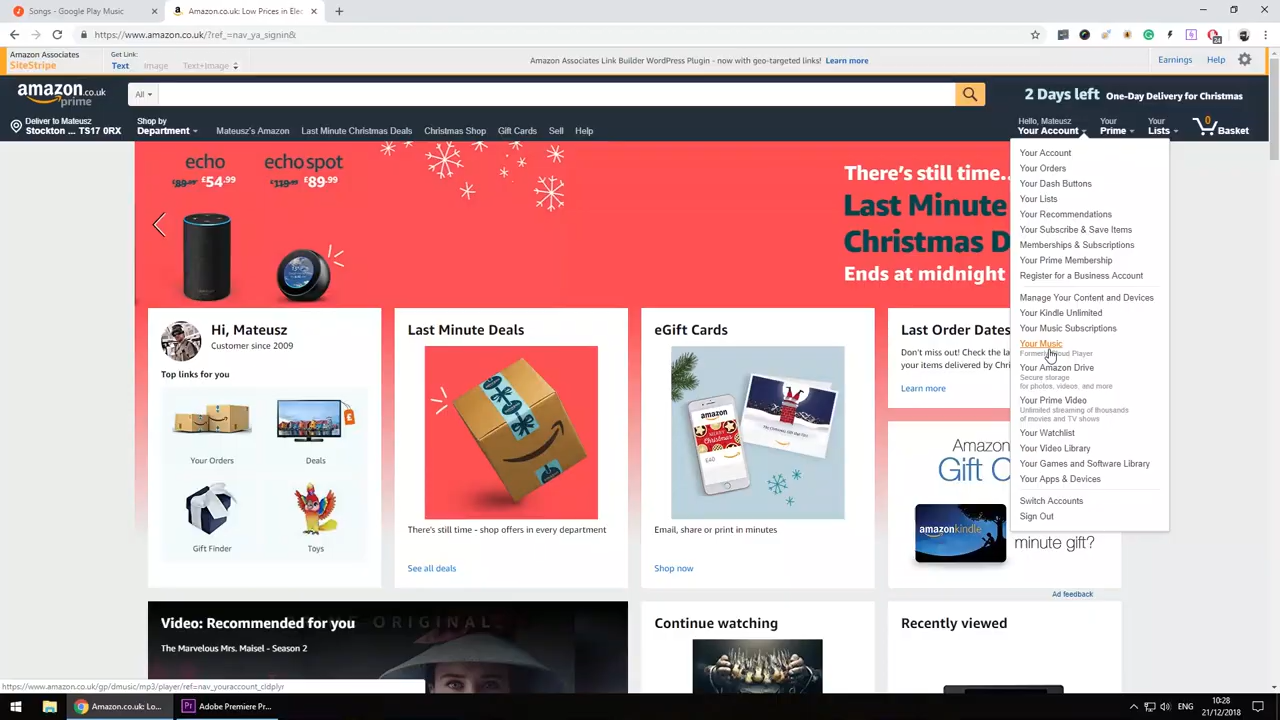 Songs - Google Play Music
Amazon.co.uk: Low Prices in Elec
https://www.amazon.co.uk/?ref_=nav_ya_signin&
24
Amazon Associates
SiteStripe
Get Link:
Text Image Text+Image
Amazon Associates Link Builder WordPress Plugin - now with geo-targeted links! Learn more
Earnings Help
amazon.co.uk
prime
All
2 Days left One-Day Delivery for Christmas
Deliver to Mateusz
Stockton ... TS17 0RX
Shop by
Department
Mateusz's Amazon Last Minute Christmas Deals Christmas Shop Gift Cards Sell Help
Hello, Mateusz
Your Account
Your
Prime
Your
Lists
0
Basket
echo
£89.99 £54.99
echo spot
£119.99 £89.99
There's still time...
Last Minute
Christmas D
Ends at midnight
Your Account
Your Orders
Your Dash Buttons
Your Lists
Your Recommendations
Your Subscribe & Save Items
Memberships & Subscriptions
Your Prime Membership
Register for a Business Account
Manage Your Content and Devices
Your Kindle Unlimited
Your Music Subscriptions
Your Music
Formerly Cloud Player
Your Amazon Drive
Secure storage
for photos, videos, and more
Your Prime Video
Unlimited streaming of thousands
of movies and TV shows
Your Watchlist
Your Video Library
Your Games and Software Library
Your Apps & Devices
Switch Accounts
Sign Out
Hi, Mateusz
Customer since 2009
Top links for you
Your Orders
Deals
Gift Finder
Toys
Last Minute Deals
There's still time - shop offers in every department
See all deals
eGift Cards
amazon
Christmas
Email, share or print in minutes
Shop now
Last Order Dates
Don't miss out! Check the la
your items delivered by Chri
Learn more
Amazon
Gift C
amazonkindle
minute gift?
Ad feedback
Video: Recommended for you
ORIGINAL
The Marvelous Mrs. Maisel - Season 2
Continue watching
Recently viewed
https://www.amazon.co.uk/gp/dmusic/mp3/player/ref=nav_youraccount_cldplyr
Amazon.co.uk: Lo...
Adobe Premiere Pr...
ENG
10:28
21/12/2018